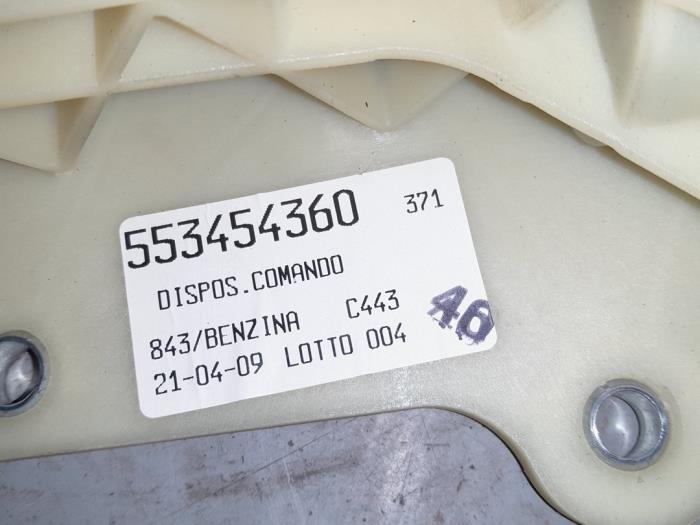 553454360 371
DISPOS.COMANDO
843/BENZINA C443
21-04-09 LOTTO 004
46